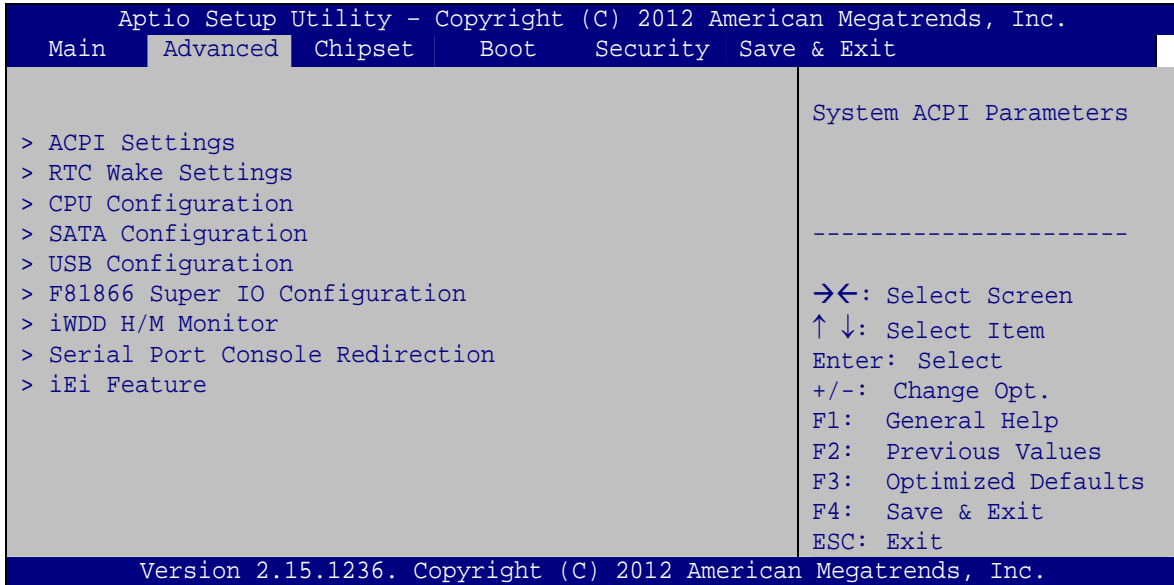 Aptio Setup Utility – Copyright (C) 2012 American Megatrends, Inc.
Main Advanced Chipset Boot Security Save & Exit
> ACPI Settings
> RTC Wake Settings
> CPU Configuration
> SATA Configuration
> USB Configuration
> F81866 Super IO Configuration
> iWDD H/M Monitor
> Serial Port Console Redirection
> iEi Feature
System ACPI Parameters
----------------------
→←: Select Screen
↑ ↓: Select Item
Enter: Select
+/-: Change Opt.
F1: General Help
F2: Previous Values
F3: Optimized Defaults
F4: Save & Exit
ESC: Exit
Version 2.15.1236. Copyright (C) 2012 American Megatrends, Inc.